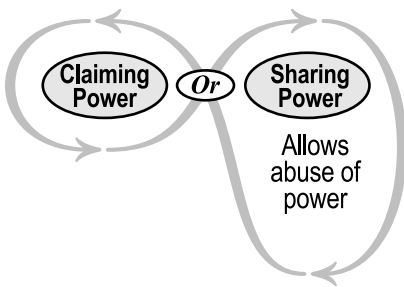 Claiming
Power
Or
Sharing
Power
Allows
abuse of
power